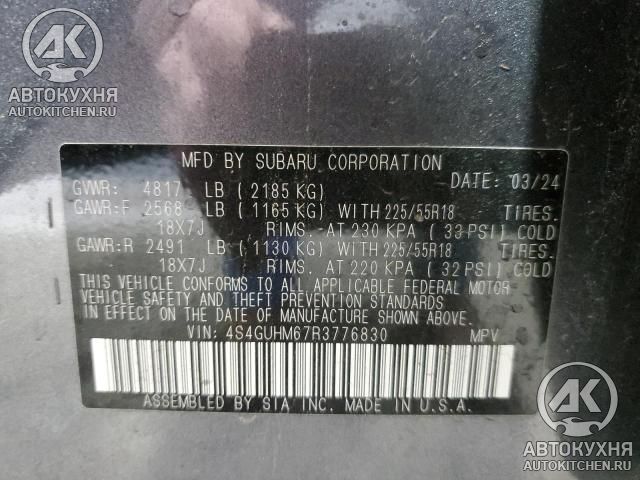 AK
АВТОКУХНЯ
AUTOKITCHEN.RU
MFD BY SUBARU CORPORATION
GVWR: 4817 LB ( 2185 KG) DATE: 03/24
GAWR:F 2568 LB ( 1165 KG) WITH 225/55R18 TIRES.
18X7J RIMS. AT 230 KPA ( 33 PSI) COLD
GAWR:R 2491 LB ( 1130 KG) WITH 225/55R18 TIRES.
18X7J RIMS. AT 220 KPA ( 32 PSI) COLD
THIS VEHICLE CONFORMS TO ALL APPLICABLE FEDERAL MOTOR
VEHICLE SAFETY AND THEFT PREVENTION STANDARDS
IN EFFECT ON THE DATE OF MANUFACTURE SHOWN ABOVE.
VIN: 4S4GUHM67R3776830 MPV
ASSEMBLED BY SIA INC. MADE IN U.S.A.
AK
АВТОКУХНЯ
AUTOKITCHEN.RU